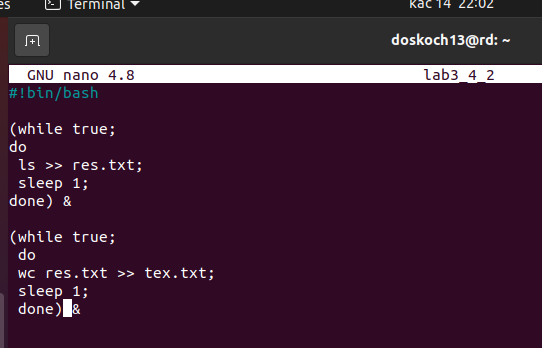 Terminal
кас 14 22:02
doskoch13@rd: ~
GNU nano 4.8 lab3_4_2
#!bin/bash
(while true;
do
ls >> res.txt;
sleep 1;
done) &
(while true;
do
wc res.txt >> tex.txt;
sleep 1;
done) &